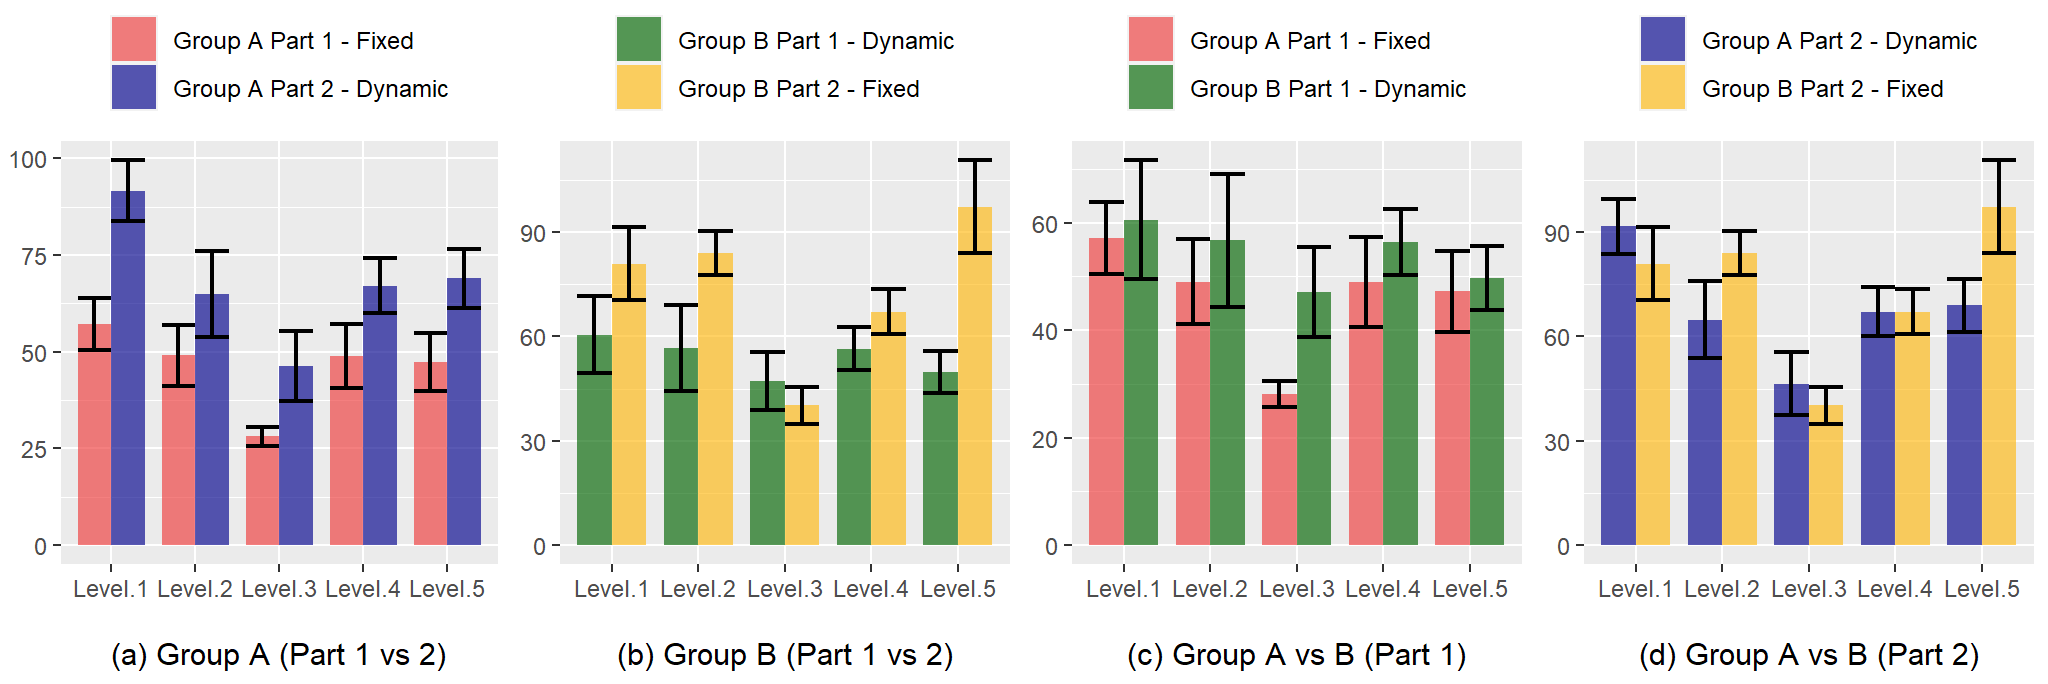 Group A Part 1 - Fixed
Group A Part 2 - Dynamic
100
75
50
25
0
Level.1 Level.2 Level.3 Level.4 Level.5
(a) Group A (Part 1 vs 2)
Group B Part 1 - Dynamic
Group B Part 2 - Fixed
90
60
30
0
Level.1 Level.2 Level.3 Level.4 Level.5
(b) Group B (Part 1 vs 2)
Group A Part 1 - Fixed
Group B Part 1 - Dynamic
60
40
20
0
Level.1 Level.2 Level.3 Level.4 Level.5
(c) Group A vs B (Part 1)
Group A Part 2 - Dynamic
Group B Part 2 - Fixed
90
60
30
0
Level.1 Level.2 Level.3 Level.4 Level.5
(d) Group A vs B (Part 2)